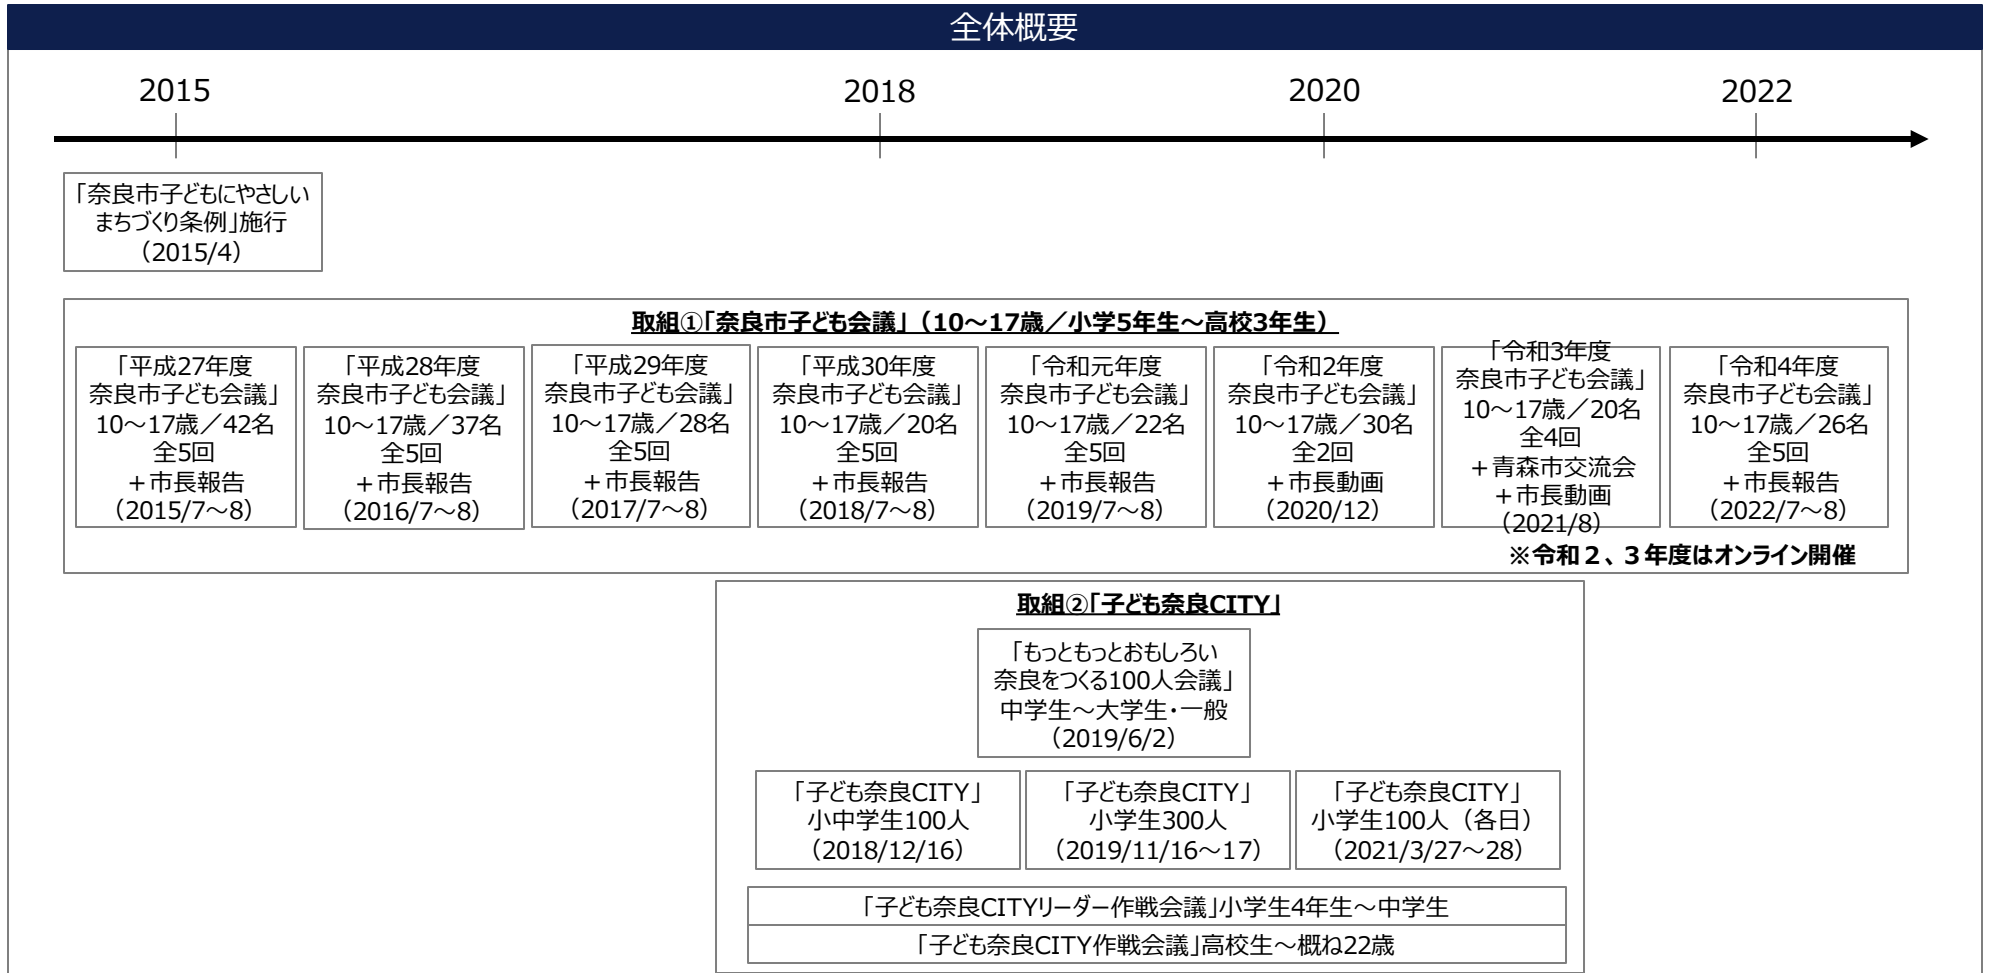 全体概要
2015
2018
2020
2022
「奈良市子どもにやさしい
まちづくり条例」施行
（2015/4）
取組①「奈良市子ども会議」（10～17歳／小学5年生～高校3年生）
「平成27年度
奈良市子ども会議」
10～17歳／42名
全5回
＋市長報告
（2015/7～8）
「平成28年度
奈良市子ども会議」
10～17歳／37名
全5回
＋市長報告
（2016/7～8）
「平成29年度
奈良市子ども会議」
10～17歳／28名
全5回
＋市長報告
（2017/7～8）
「平成30年度
奈良市子ども会議」
10～17歳／20名
全5回
＋市長報告
（2018/7～8）
「令和元年度
奈良市子ども会議」
10～17歳／22名
全5回
＋市長報告
（2019/7～8）
「令和2年度
奈良市子ども会議」
10～17歳／30名
全2回
＋市長動画
（2020/12）
「令和3年度
奈良市子ども会議」
10～17歳／20名
全4回
＋青森市交流会
＋市長動画
（2021/8）
「令和4年度
奈良市子ども会議」
10～17歳／26名
全5回
＋市長報告
（2022/7～8）
※令和２、３年度はオンライン開催
取組②「子ども奈良CITY」
「もっともっとおもしろい
奈良をつくる100人会議」
中学生～大学生・一般
（2019/6/2）
「子ども奈良CITY」
小中学生100人
（2018/12/16）
「子ども奈良CITY」
小学生300人
（2019/11/16～17）
「子ども奈良CITY」
小学生100人（各日）
（2021/3/27～28）
「子ども奈良CITYリーダー作戦会議」小学生4年生～中学生
「子ども奈良CITY作戦会議」高校生～概ね22歳